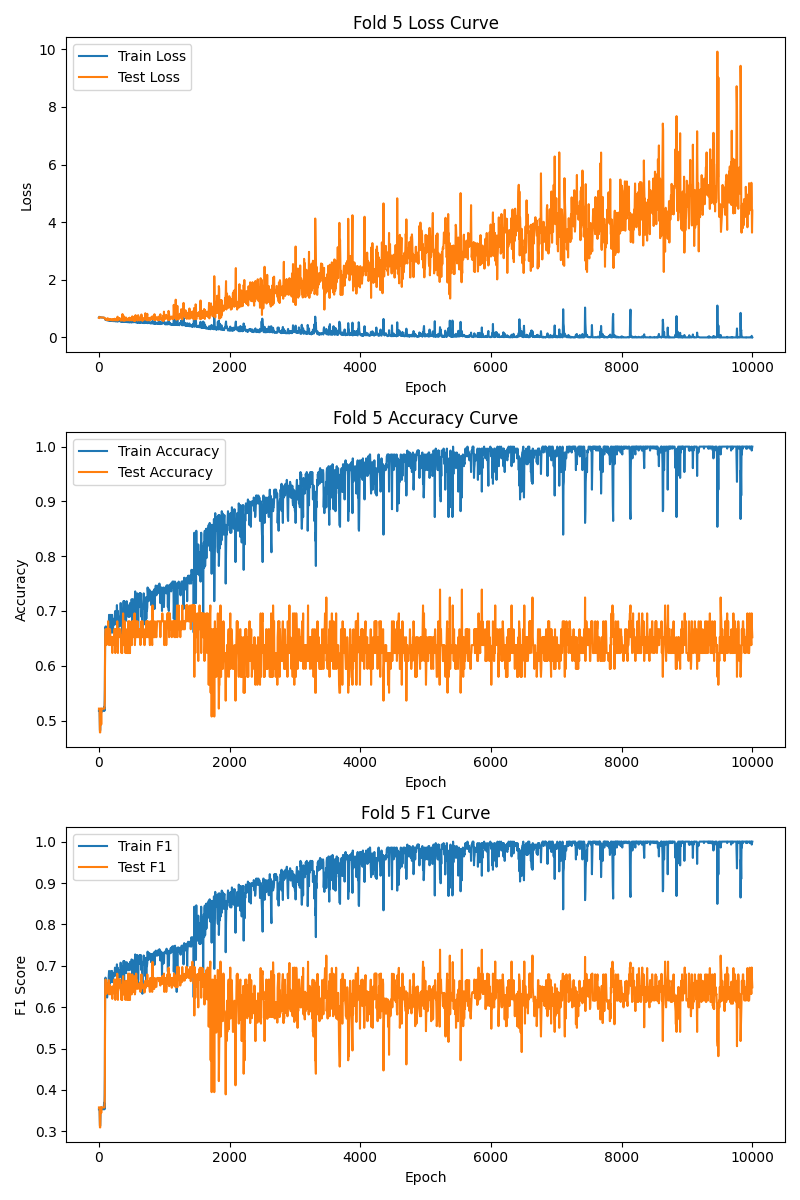 Fold 5 Loss Curve
Train Loss
Test Loss
10
8
6
4
2
0
Loss
0 2000 4000 6000 8000 10000
Epoch
Fold 5 Accuracy Curve
Train Accuracy
Test Accuracy
1.0
0.9
0.8
0.7
0.6
0.5
Accuracy
0 2000 4000 6000 8000 10000
Epoch
Fold 5 F1 Curve
Train F1
Test F1
1.0
0.9
0.8
0.7
0.6
0.5
0.4
0.3
F1 Score
0 2000 4000 6000 8000 10000
Epoch